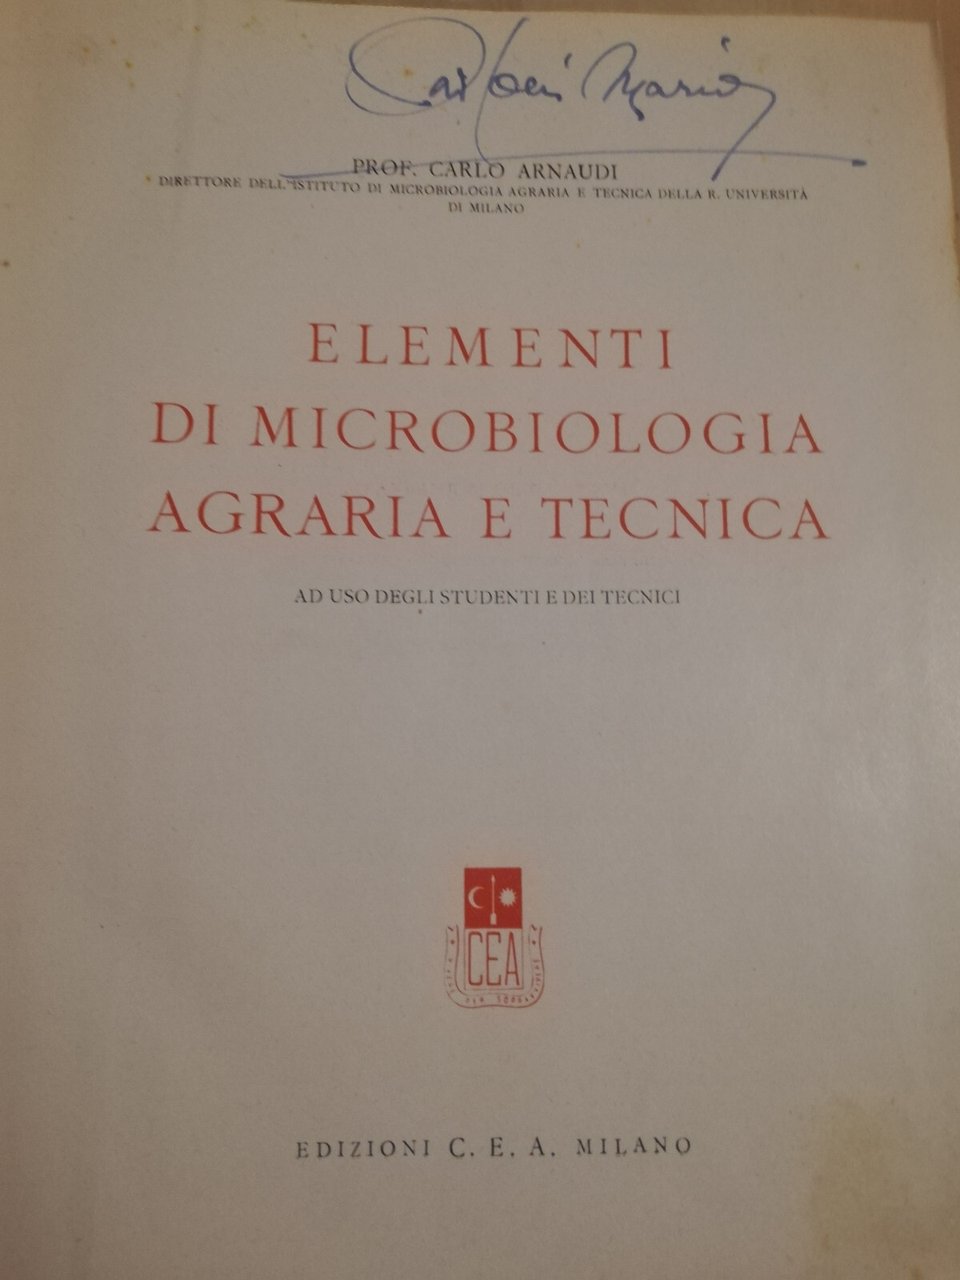 PROF. CARLO ARNAUDI
DIRETTORE DELL'ISTITUTO DI MICROBIOLOGIA AGRARIA E TECNICA DELLA R. UNIVERSITÀ
DI MILANO
ELEMENTI
DI MICROBIOLOGIA
AGRARIA E TECNICA
AD USO DEGLI STUDENTI E DEI TECNICI
CEA
EDIZIONI C. E. A. MILANO